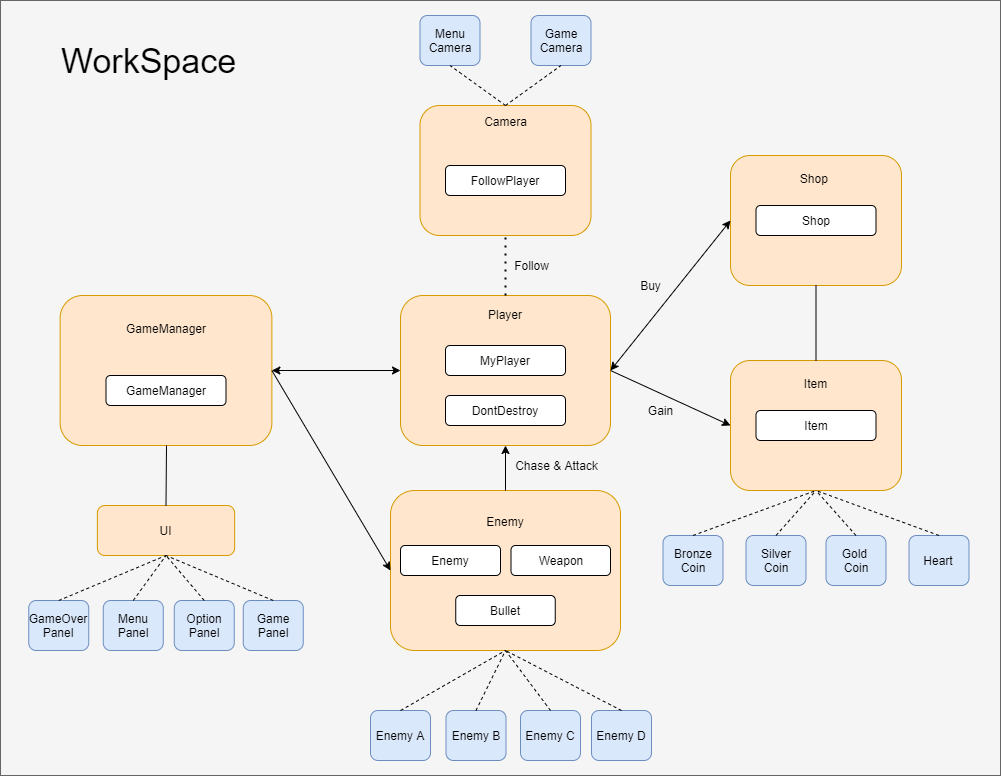 WorkSpace
Menu
Camera
Game
Camera
Camera
FollowPlayer
Follow
Shop
Shop
Buy
GameManager
GameManager
Player
MyPlayer
DontDestroy
Gain
Item
Item
Chase & Attack
UI
Enemy
Enemy
Weapon
Bullet
Bronze
Coin
Silver
Coin
Gold
Coin
Heart
GameOver
Panel
Menu
Panel
Option
Panel
Game
Panel
Enemy A
Enemy B
Enemy C
Enemy D